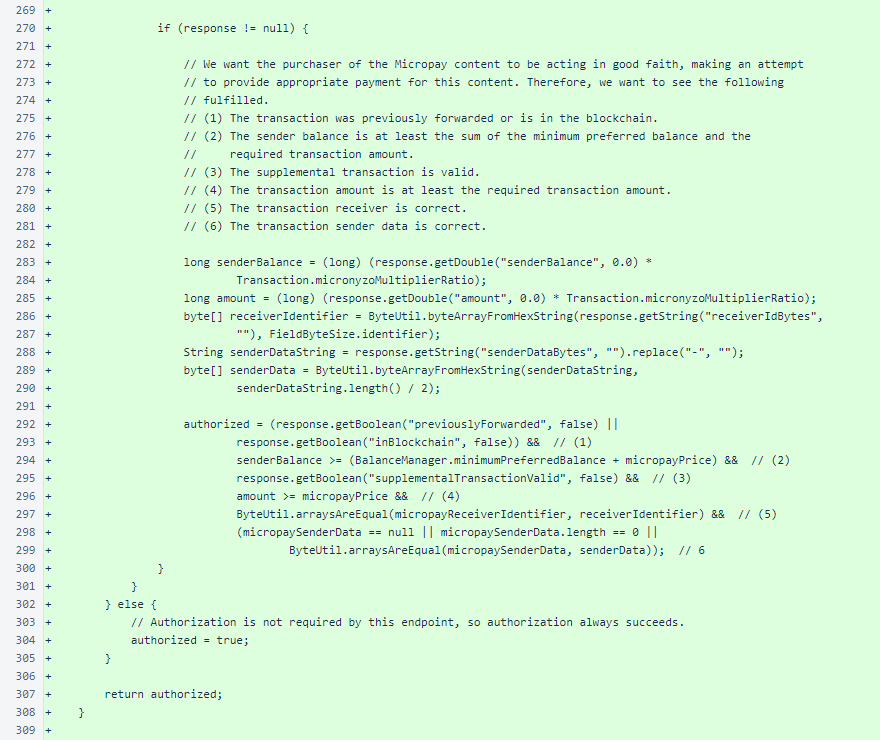 269 +
270 +                if (response != null) {
271 +
272 +                    // We want the purchaser of the Micropay content to be acting in good faith, making an attempt
273 +                    // to provide appropriate payment for this content. Therefore, we want to see the following
274 +                    // fulfilled.
275 +                    // (1) The transaction was previously forwarded or is in the blockchain.
276 +                    // (2) The sender balance is at least the sum of the minimum preferred balance and the
277 +                    //     required transaction amount.
278 +                    // (3) The supplemental transaction is valid.
279 +                    // (4) The transaction amount is at least the required transaction amount.
280 +                    // (5) The transaction receiver is correct.
281 +                    // (6) The transaction sender data is correct.
282 +
283 +                    long senderBalance = (long) (response.getDouble("senderBalance", 0.0) *
284 +                            Transaction.micronyzoMultiplierRatio);
285 +                    long amount = (long) (response.getDouble("amount", 0.0) * Transaction.micronyzoMultiplierRatio);
286 +                    byte[] receiverIdentifier = ByteUtil.byteArrayFromHexString(response.getString("receiverIdBytes",
287 +                            ""), FieldByteSize.identifier);
288 +                    String senderDataString = response.getString("senderDataBytes", "").replace("-", "");
289 +                    byte[] senderData = ByteUtil.byteArrayFromHexString(senderDataString,
290 +                            senderDataString.length() / 2);
291 +
292 +                    authorized = (response.getBoolean("previouslyForwarded", false) ||
293 +                            response.getBoolean("inBlockchain", false)) &&  // (1)
294 +                            senderBalance >= (BalanceManager.minimumPreferredBalance + micropayPrice) &&  // (2)
295 +                            response.getBoolean("supplementalTransactionValid", false) &&  // (3)
296 +                            amount >= micropayPrice &&  // (4)
297 +                            ByteUtil.arraysAreEqual(micropayReceiverIdentifier, receiverIdentifier) &&  // (5)
298 +                            (micropaySenderData == null || micropaySenderData.length == 0 ||
299 +                                    ByteUtil.arraysAreEqual(micropaySenderData, senderData));  // 6
300 +                }
301 +            }
302 +        } else {
303 +            // Authorization is not required by this endpoint, so authorization always succeeds.
304 +            authorized = true;
305 +        }
306 +
307 +        return authorized;
308 +    }
309 +